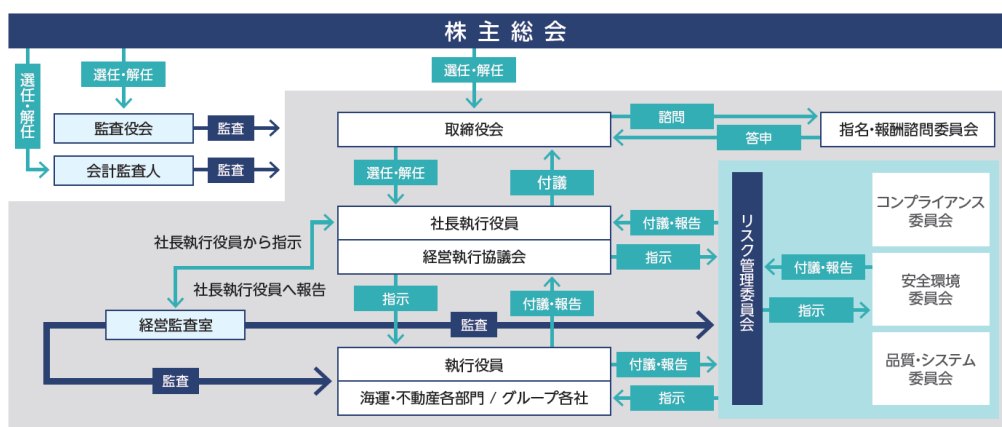 株主総会
選任・解任
選任・解任
選任・解任
監査役会
監査
取締役会
諮問
答申
指名・報酬諮問委員会
会計監査人
監査
選任・解任
付議
社長執行役員から指示
社長執行役員へ報告
社長執行役員
経営執行協議会
付議・報告
指示
リスク管理委員会
コンプライアンス
委員会
付議・報告
指示
安全環境
委員会
品質・システム
委員会
指示
付議・報告
経営監査室
監査
監査
執行役員
海運・不動産各部門 / グループ各社
付議・報告
指示